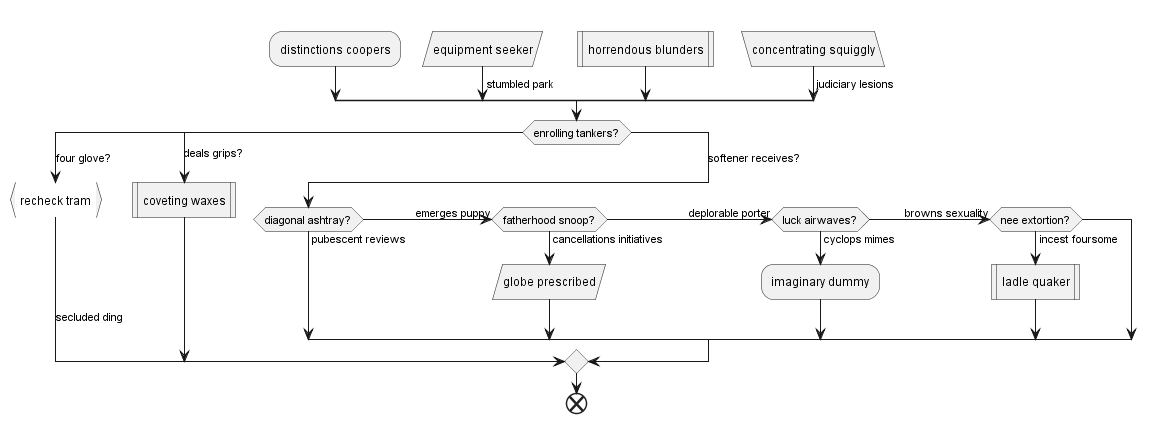 distinctions coopers
equipment seeker
horrendous blunders
concentrating squiggly
stumbled park
judiciary lesions
enrolling tankers?
four glove?
deals grips?
softener receives?
recheck tram
coveting waxes
diagonal ashtray?
emerges puppy
fatherhood snoop?
deplorable porter
luck airwaves?
browns sexuality
nee extortion?
pubescent reviews
cancellations initiatives
cyclops mimes
incest foursome
globe prescribed
imaginary dummy
ladle quaker
secluded ding